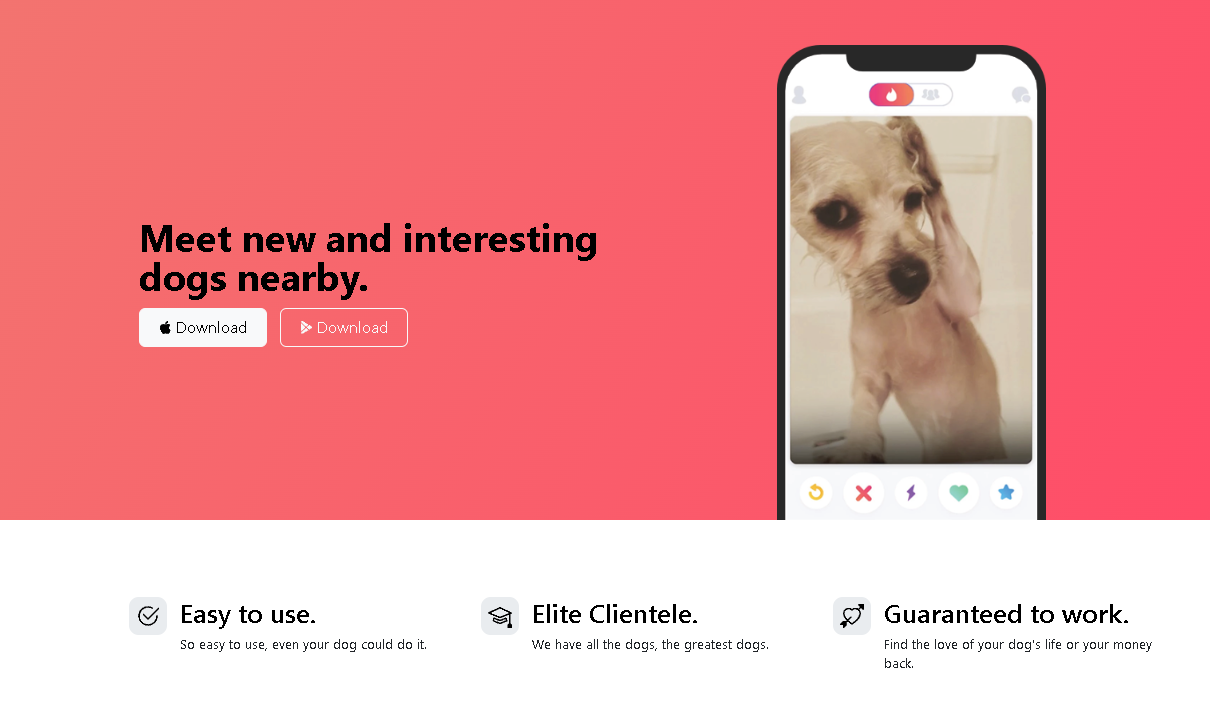 Meet new and interesting
dogs nearby.
Download
Download
Easy to use.
So easy to use, even your dog could do it.
Elite Clientele.
We have all the dogs, the greatest dogs.
Guaranteed to work.
Find the love of your dog's life or your money
back.